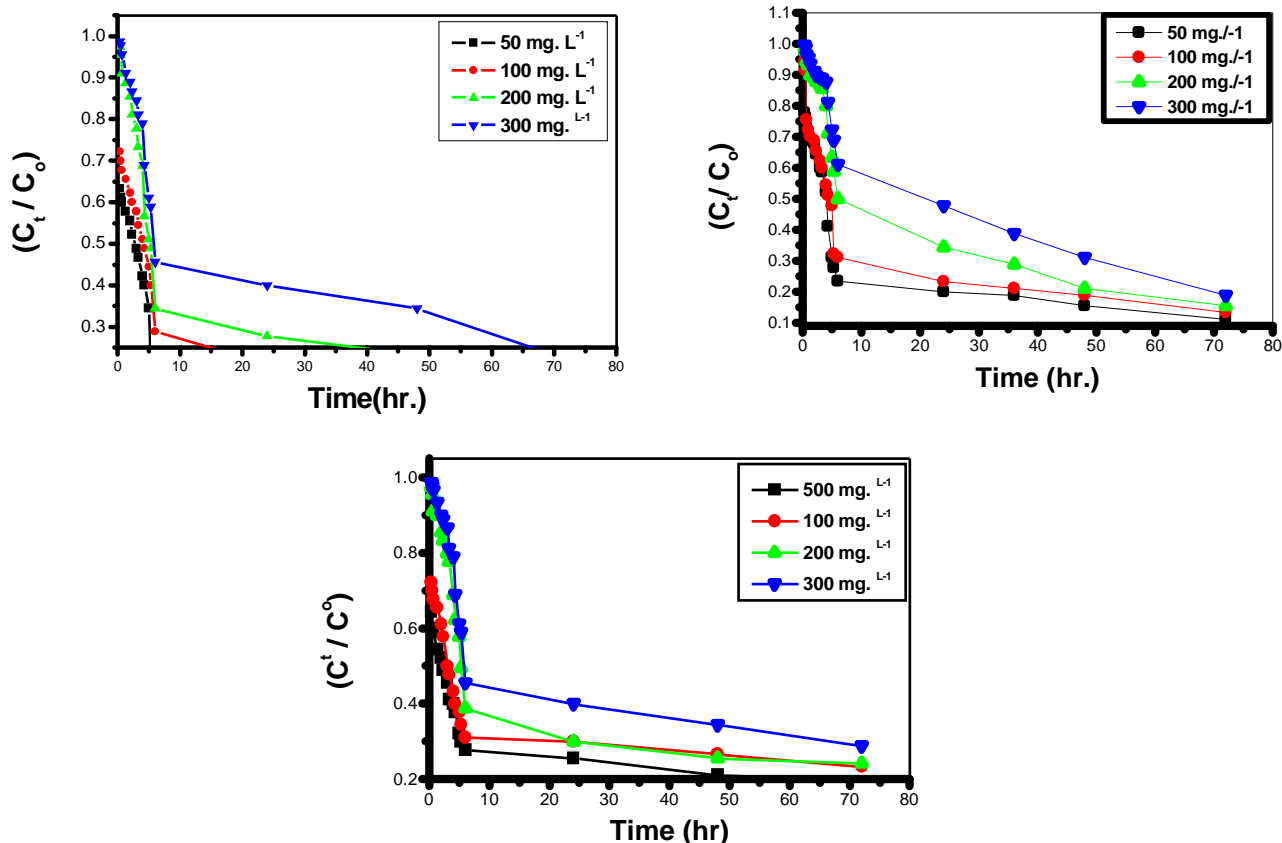 (C_t / C_o)
1.0
0.9
0.8
0.7
0.6
0.5
0.4
0.3
0 10 20 30 40 50 60 70 80
Time(hr.)
50 mg. L⁻¹
100 mg. L⁻¹
200 mg. L⁻¹
300 mg. ᴸ⁻¹
(C_t/ C_o)
1.1
1.0
0.9
0.8
0.7
0.6
0.5
0.4
0.3
0.2
0.1
0 10 20 30 40 50 60 70 80
Time (hr.)
50 mg./-1
100 mg./-1
200 mg./-1
300 mg./-1
(Cᵗ / Cᵒ)
1.0
0.8
0.6
0.4
0.2
0 10 20 30 40 50 60 70 80
Time (hr)
500 mg. ᴸ⁻¹
100 mg. ᴸ⁻¹
200 mg. ᴸ⁻¹
300 mg. ᴸ⁻¹